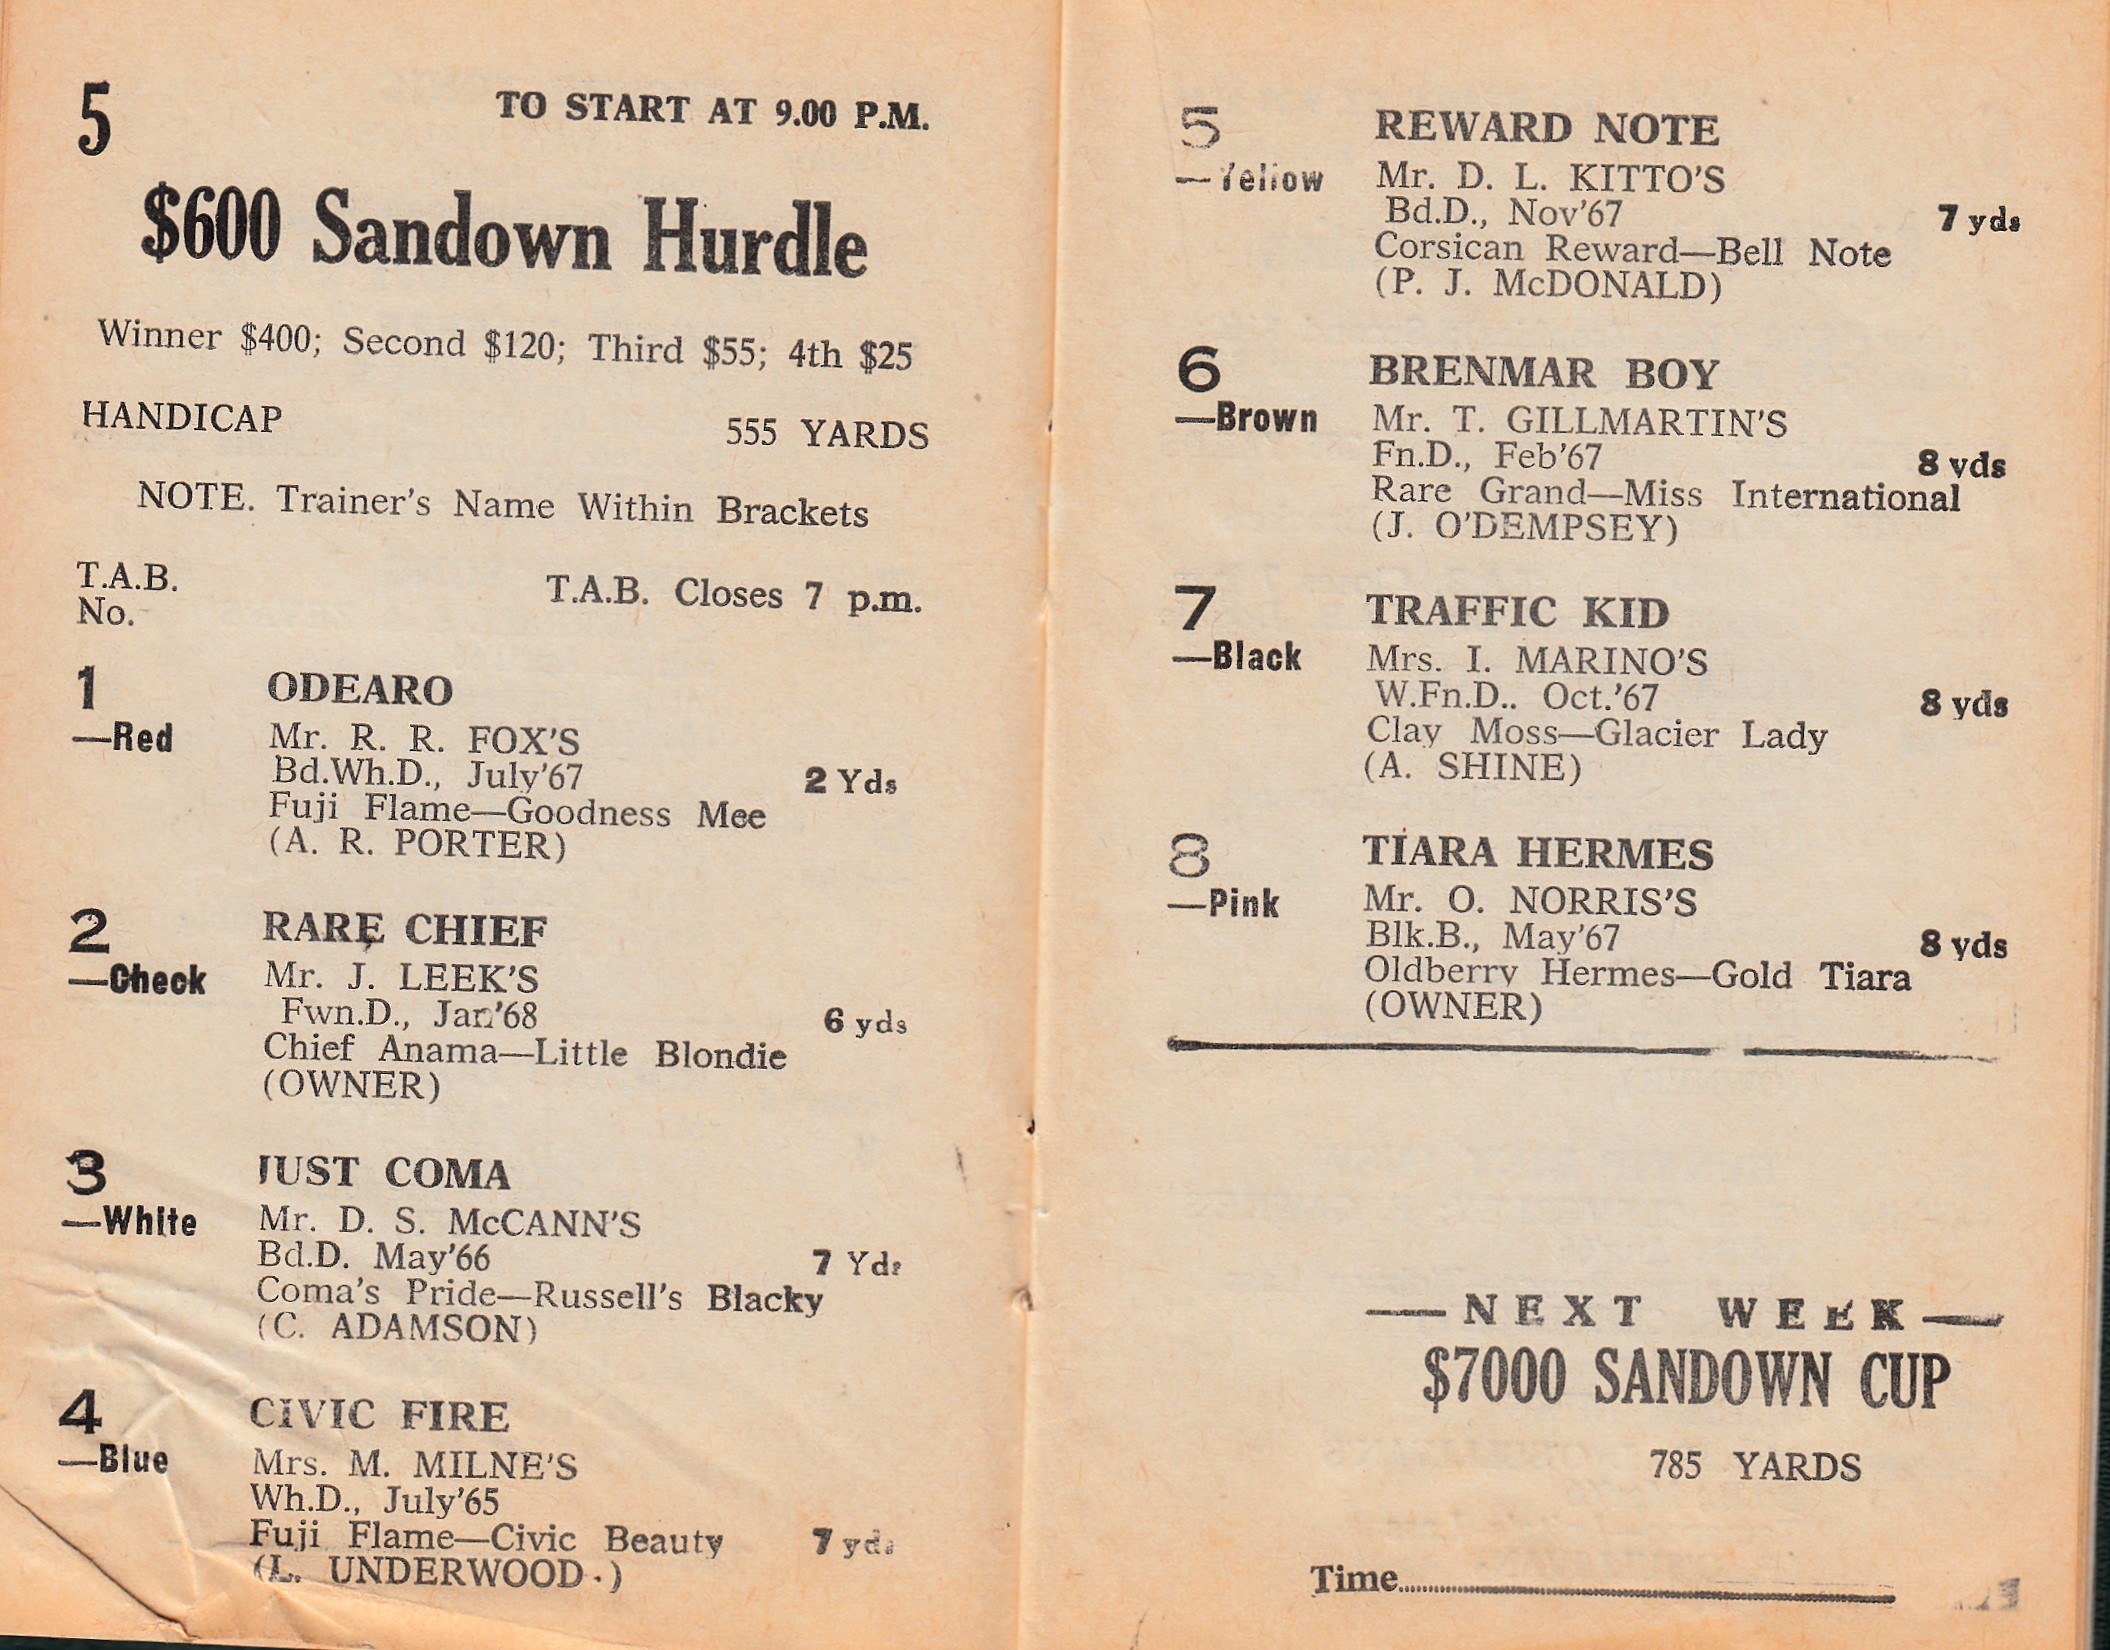 5
TO START AT 9.00 P.M.
$600 Sandown Hurdle
Winner $400; Second $120; Third $55; 4th $25
HANDICAP 555 YARDS
NOTE. Trainer's Name Within Brackets
T.A.B. T.A.B. Closes 7 p.m.
No.
1 ODEARO
—Red Mr. R. R. FOX'S
Bd.Wh.D., July'67 2 Yds
Fuji Flame—Goodness Mee
(A. R. PORTER)
2 RARE CHIEF
—Check Mr. J. LEEK'S
Fwn.D., Jan'68 6 yds
Chief Anama—Little Blondie
(OWNER)
3 JUST COMA
—White Mr. D. S. McCANN'S
Bd.D. May'66 7 Yds
Coma's Pride—Russell's Blacky
(C. ADAMSON)
4 CIVIC FIRE
—Blue Mrs. M. MILNE'S
Wh.D., July'65
Fuji Flame—Civic Beauty 7 yds
(L. UNDERWOOD.)
5 REWARD NOTE
—Yellow Mr. D. L. KITTO'S
Bd.D., Nov'67 7 yds
Corsican Reward—Bell Note
(P. J. McDONALD)
6 BRENMAR BOY
—Brown Mr. T. GILLMARTIN'S
Fn.D., Feb'67 8 yds
Rare Grand—Miss International
(J. O'DEMPSEY)
7 TRAFFIC KID
—Black Mrs. I. MARINO'S
W.Fn.D.. Oct.'67 8 yds
Clay Moss—Glacier Lady
(A. SHINE)
8 TIARA HERMES
—Pink Mr. O. NORRIS'S
Blk.B., May'67 8 yds
Oldberry Hermes—Gold Tiara
(OWNER)
—NEXT WEEK—
$7000 SANDOWN CUP
785 YARDS
Time